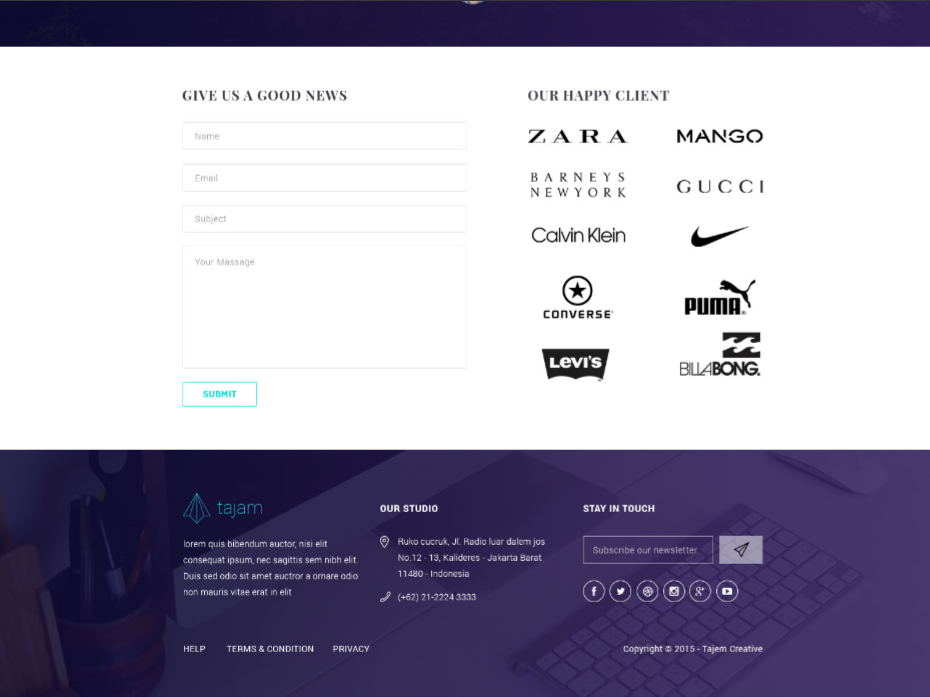 GIVE US A GOOD NEWS
Name
Email
Subject
Your Massage
SUBMIT
OUR HAPPY CLIENT
ZARA
MANGO
BARNEYS
NEWYORK
GUCCI
Calvin Klein
CONVERSE
PUMA
LEVI'S
BILLABONG.
tajam
lorem quis bibendum auctor, nisi elit
consequat ipsum, nec sagittis sem nibh elit.
Duis sed odio sit amet auctror a ornare odio
non mauris vitae erat in elit
OUR STUDIO
Ruko cucruk, Jl. Radio luar dalem jos
No.12 - 13, Kalideres - Jakarta Barat
11480 - Indonesia
(+62) 21-2224 3333
STAY IN TOUCH
Subscribe our newsletter
HELP TERMS & CONDITION PRIVACY
Copyright © 2015 - Tajem Creative